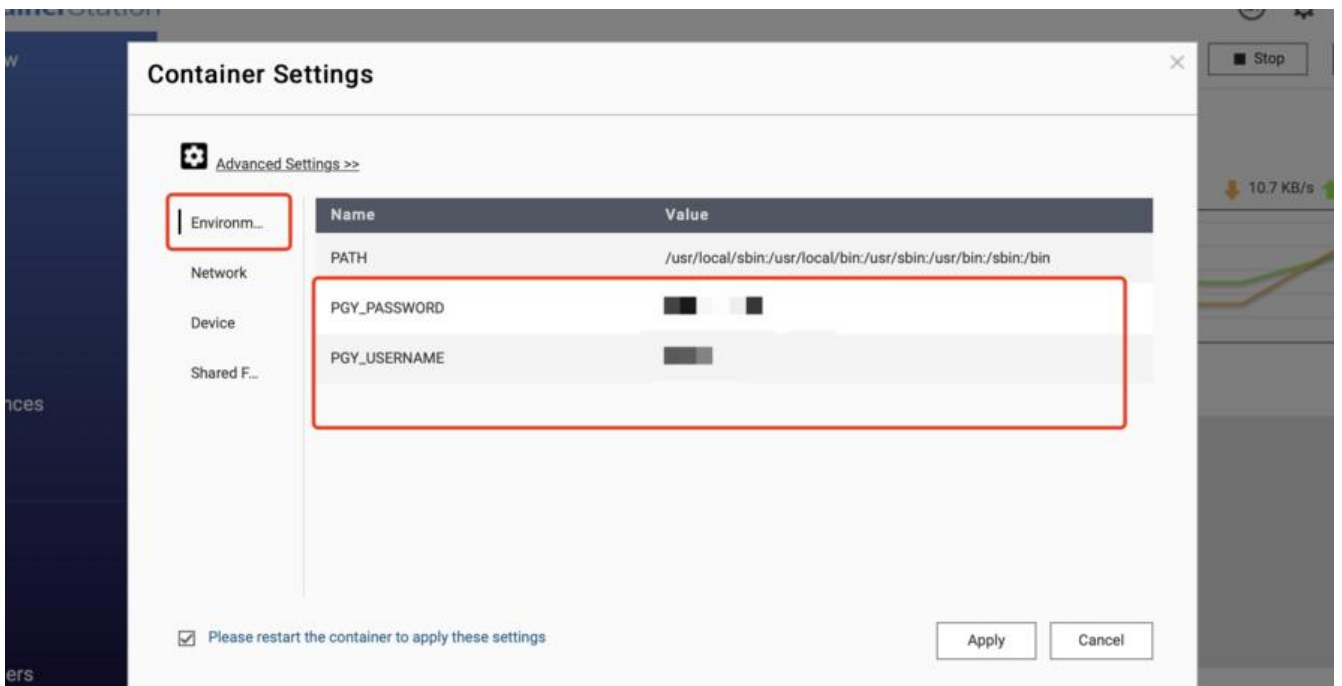 Container Settings
Stop
Advanced Settings >>
10.7 KB/s
Environm...
Name Value
PATH /usr/local/sbin:/usr/local/bin:/usr/sbin:/usr/bin:/sbin:/bin
Network
PGY_PASSWORD
Device
PGY_USERNAME
Shared F...
Please restart the container to apply these settings
Apply Cancel